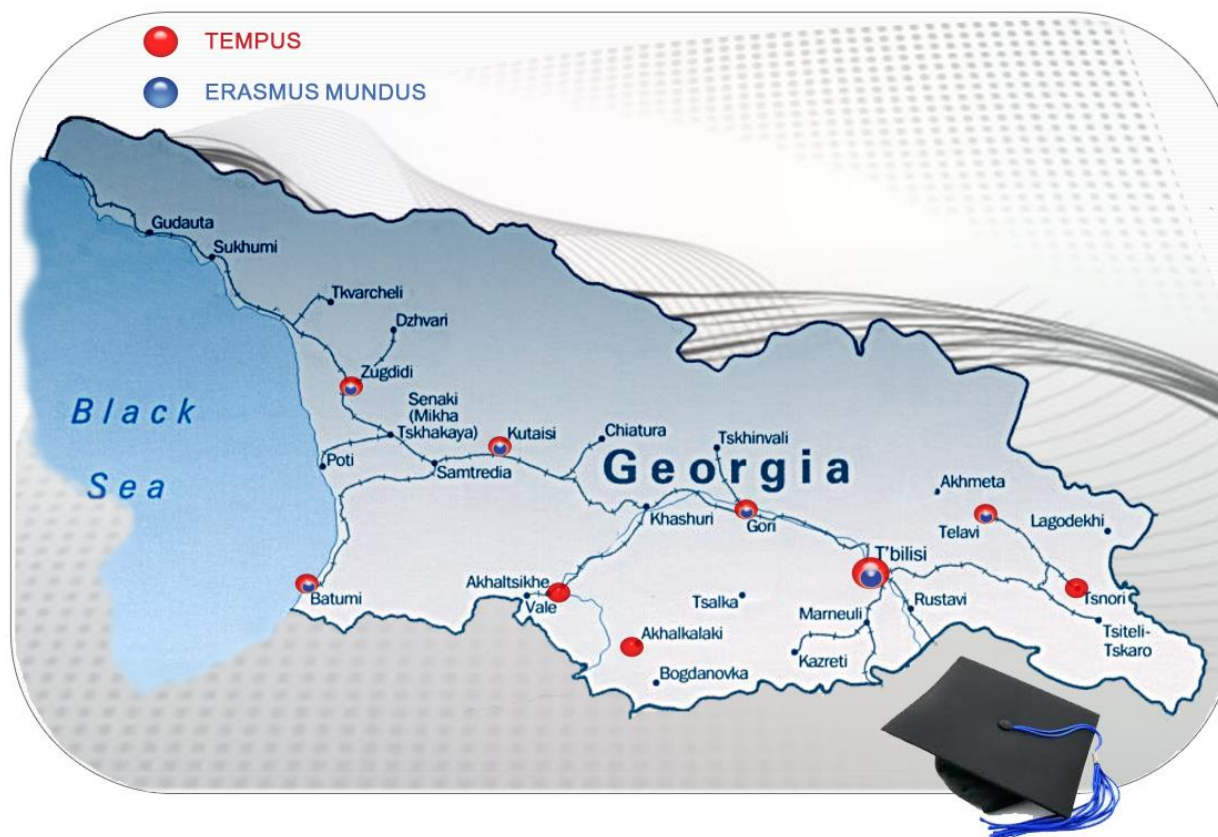 TEMPUS
ERASMUS MUNDUS
Gudauta
Sukhumi
Tkvarcheli
Dzhvari
Zugdidi
Senaki
(Mikha
Tskhakaya)
Black
Sea
Poti
Samtredia
Kutaisi
Chiatura
Tskhinvali
Georgia
Khashuri
Gori
Akhmeta
Telavi
Lagodekhi
T'bilisi
Batumi
Akhaltsikhe
Vale
Tsalka
Marneuli
Rustavi
Tsnori
Tsiteli-
Tskaro
Akhalkalaki
Kazreti
Bogdanovka